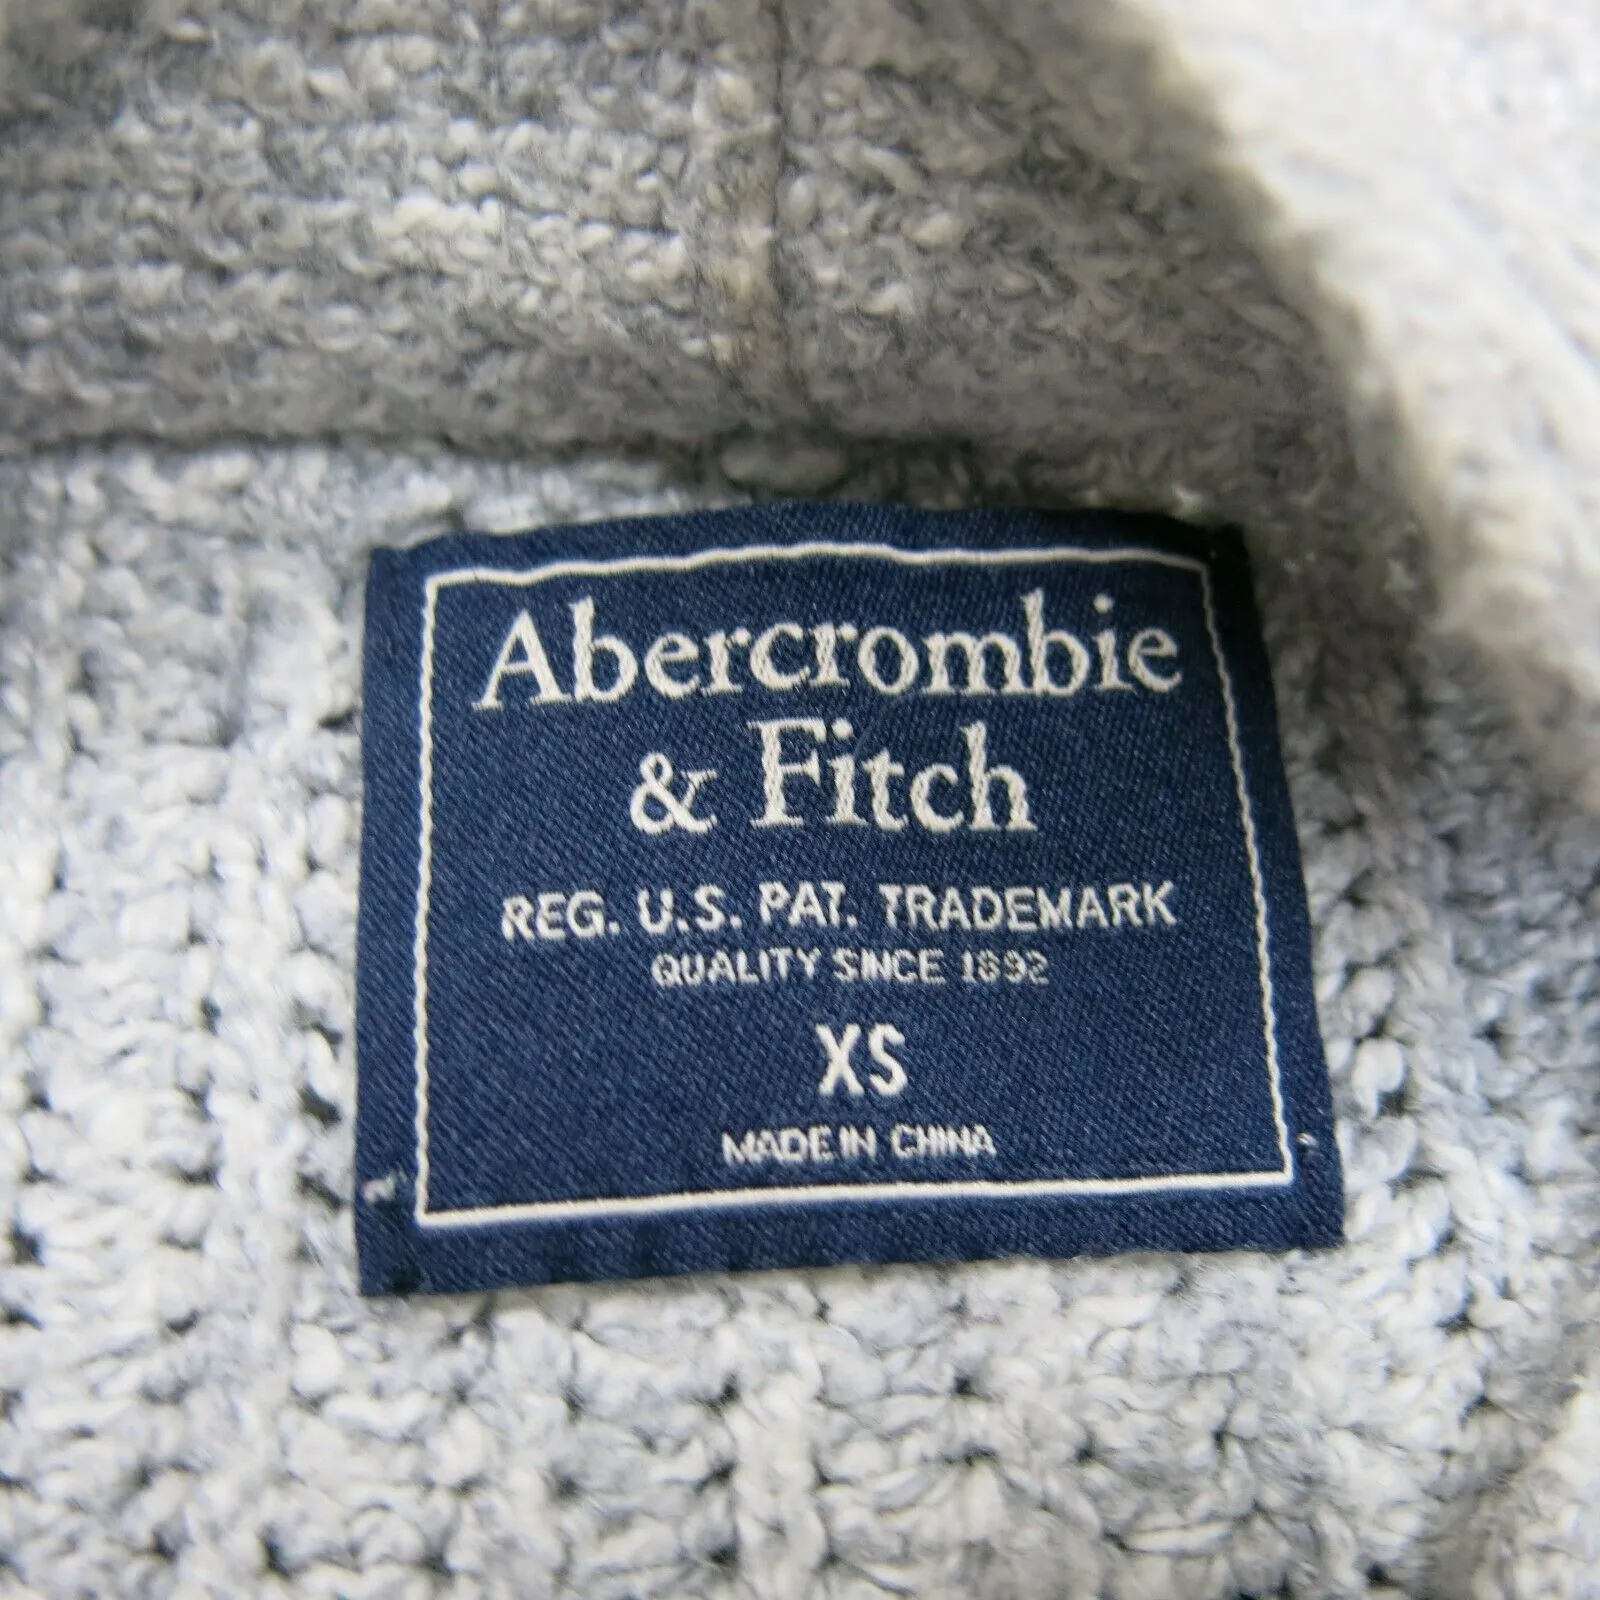 Abercrombie
& Fitch
REG. U.S. PAT. TRADEMARK
QUALITY SINCE 1892
XS
MADE IN CHINA